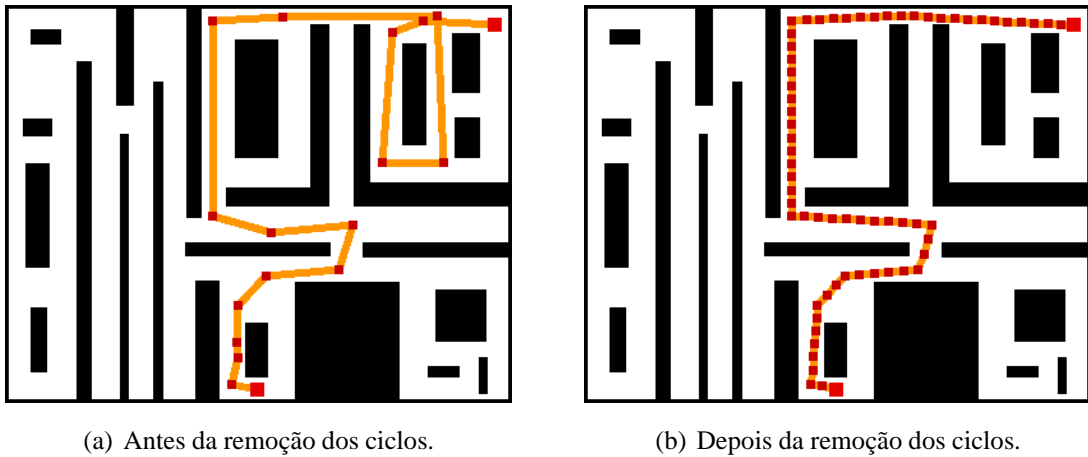 (a) Antes da remoção dos ciclos.
(b) Depois da remoção dos ciclos.